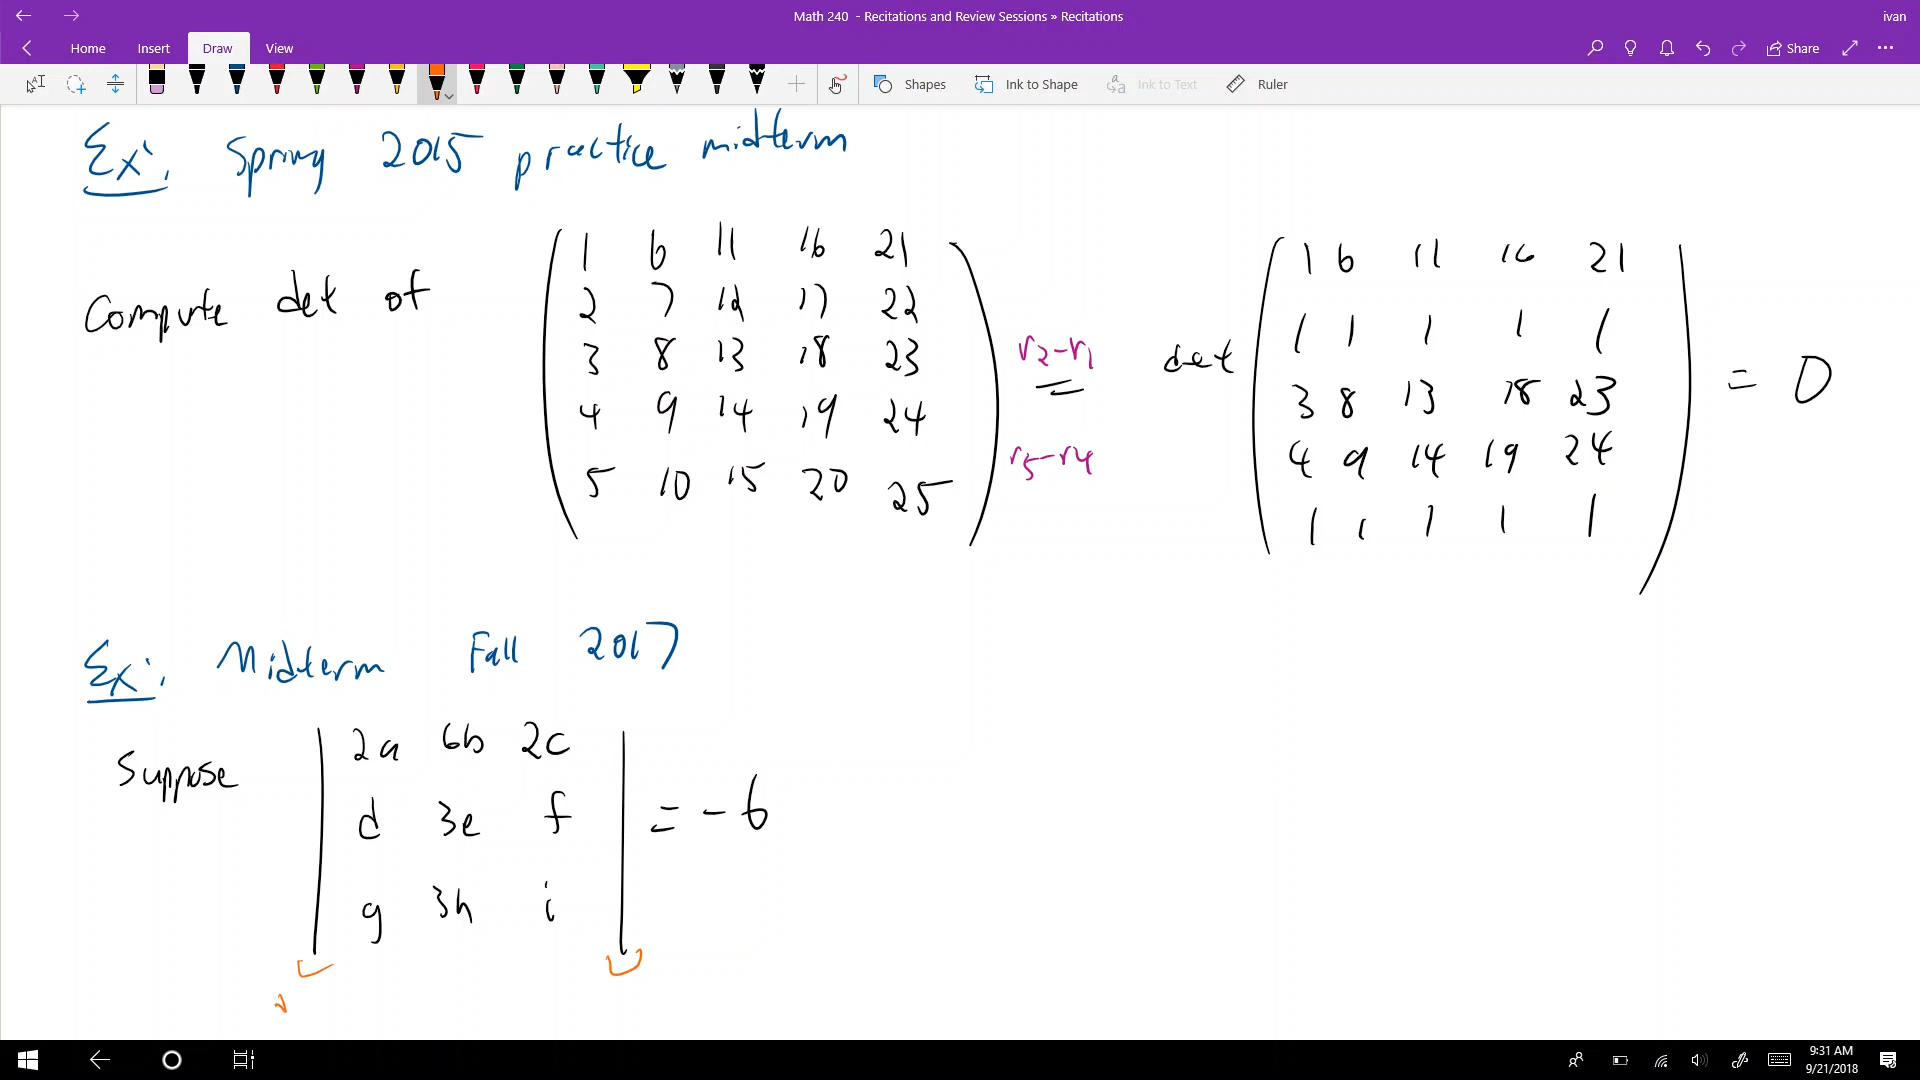 Math 240 - Recitations and Review Sessions » Recitations
ivan
Home Insert Draw View
Share
Shapes Ink to Shape Ink to Text Ruler
Ex: Spring 2015 practice midterm
Compute det of
1 6 11 16 21
2 7 12 17 22
3 8 13 18 23
4 9 14 19 24
5 10 15 20 25
r2-r1
=
r5-r4
det
1 6 11 16 21
1 1 1 1 1
3 8 13 18 23
4 9 14 19 24
1 1 1 1 1
= 0
Ex: Midterm Fall 2017
Suppose
2a 6b 2c
d 3e f
g 3h i
= -6
9:31 AM
9/21/2018